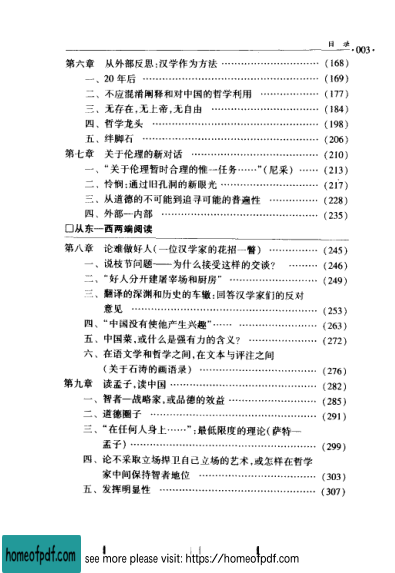 目 录 ·003·
第六章 从外部反思:汉学作为方法 ………………………… (168)
一、20 年后 ………………………… (169)
二、不应混淆阐释和对中国的哲学利用 ………………………… (177)
三、无存在,无上帝,无自由 ………………………… (184)
四、哲学龙头 ………………………… (198)
五、绊脚石 ………………………… (206)
第七章 关于伦理的新对话 ………………………… (210)
一、“关于伦理暂时合理的惟一任务……”(尼采) …… (213)
二、怜悯:通过旧孔洞的新眼光 ………………………… (217)
三、从道德的不可能到追寻可能的普遍性 ………… (228)
四、外部—内部 ………………………… (235)
□从东—西两端阅读
第八章 论难做好人(一位汉学家的花招一瞥) ………… (245)
一、说枝节问题——为什么接受这样的交谈? ……… (246)
二、“好人分开建屠宰场和厨房” ………………………… (249)
三、翻译的深渊和历史的车辙:回答汉学家们的反对
意见 ………………………… (253)
四、“中国没有使他产生兴趣”…… ………………………… (263)
五、中国菜,或什么是强有力的含义? ………………… (272)
六、在语文学和哲学之间,在文本与评注之间
(关于石涛的画语录) ………………………… (276)
第九章 读孟子,读中国 ………………………… (282)
一、智者—战略家,或品德的效益 ………………………… (285)
二、道德圈子 ………………………… (291)
三、“在任何人身上……”:最低限度的理论(萨特—
孟子) ………………………… (299)
四、论不采取立场捍卫自己立场的艺术,或怎样在哲学
家中间保持智者地位 ………………………… (303)
五、发挥明显性 ………………………… (307)
homeofpdf.com see more please visit: https://homeofpdf.com